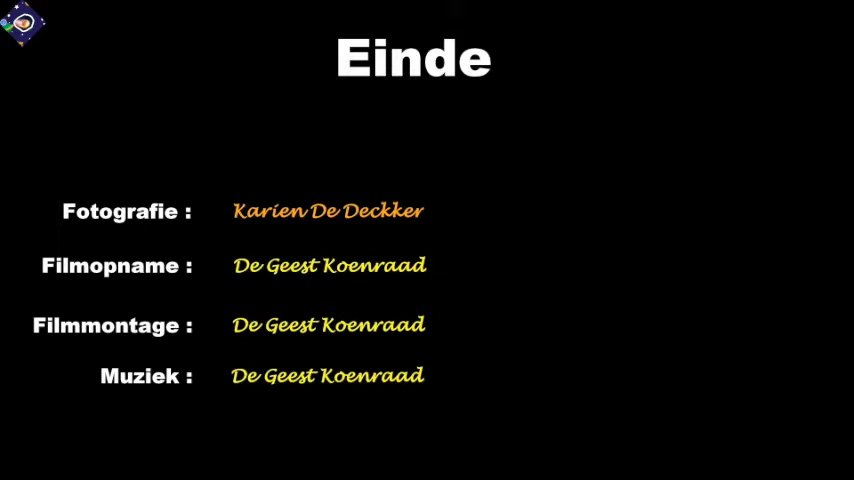 Einde
Fotografie : Karien De Deckker
Filmopname : De Geest Koenraad
Filmmontage : De Geest Koenraad
Muziek : De Geest Koenraad